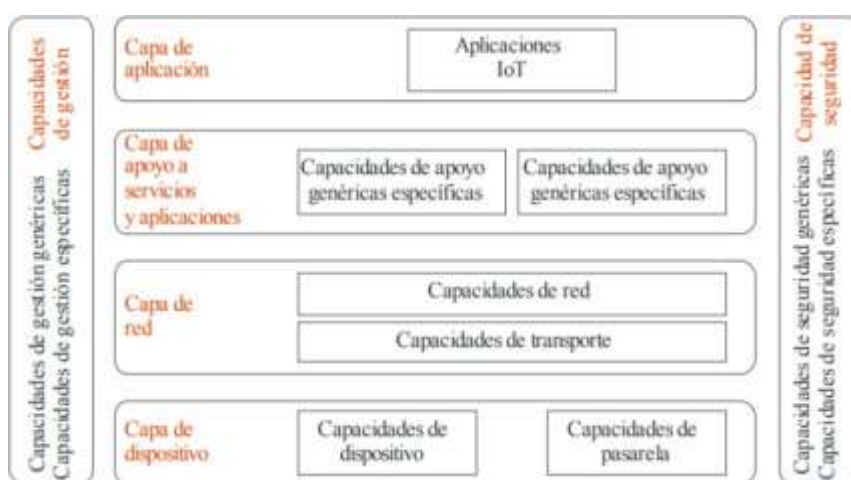 Capacidades
de gestión
Capacidades de gestión genéricas
Capacidades de gestión específicas
Capa de
aplicación
Aplicaciones
IoT
Capa de
apoyo a
servicios
y aplicaciones
Capacidades de apoyo
genéricas específicas
Capacidades de apoyo
genéricas específicas
Capa de
red
Capacidades de red
Capacidades de transporte
Capa de
dispositivo
Capacidades de
dispositivo
Capacidades de
pasarela
Capacidad de
seguridad
Capacidades de seguridad genéricas
Capacidades de seguridad específicas